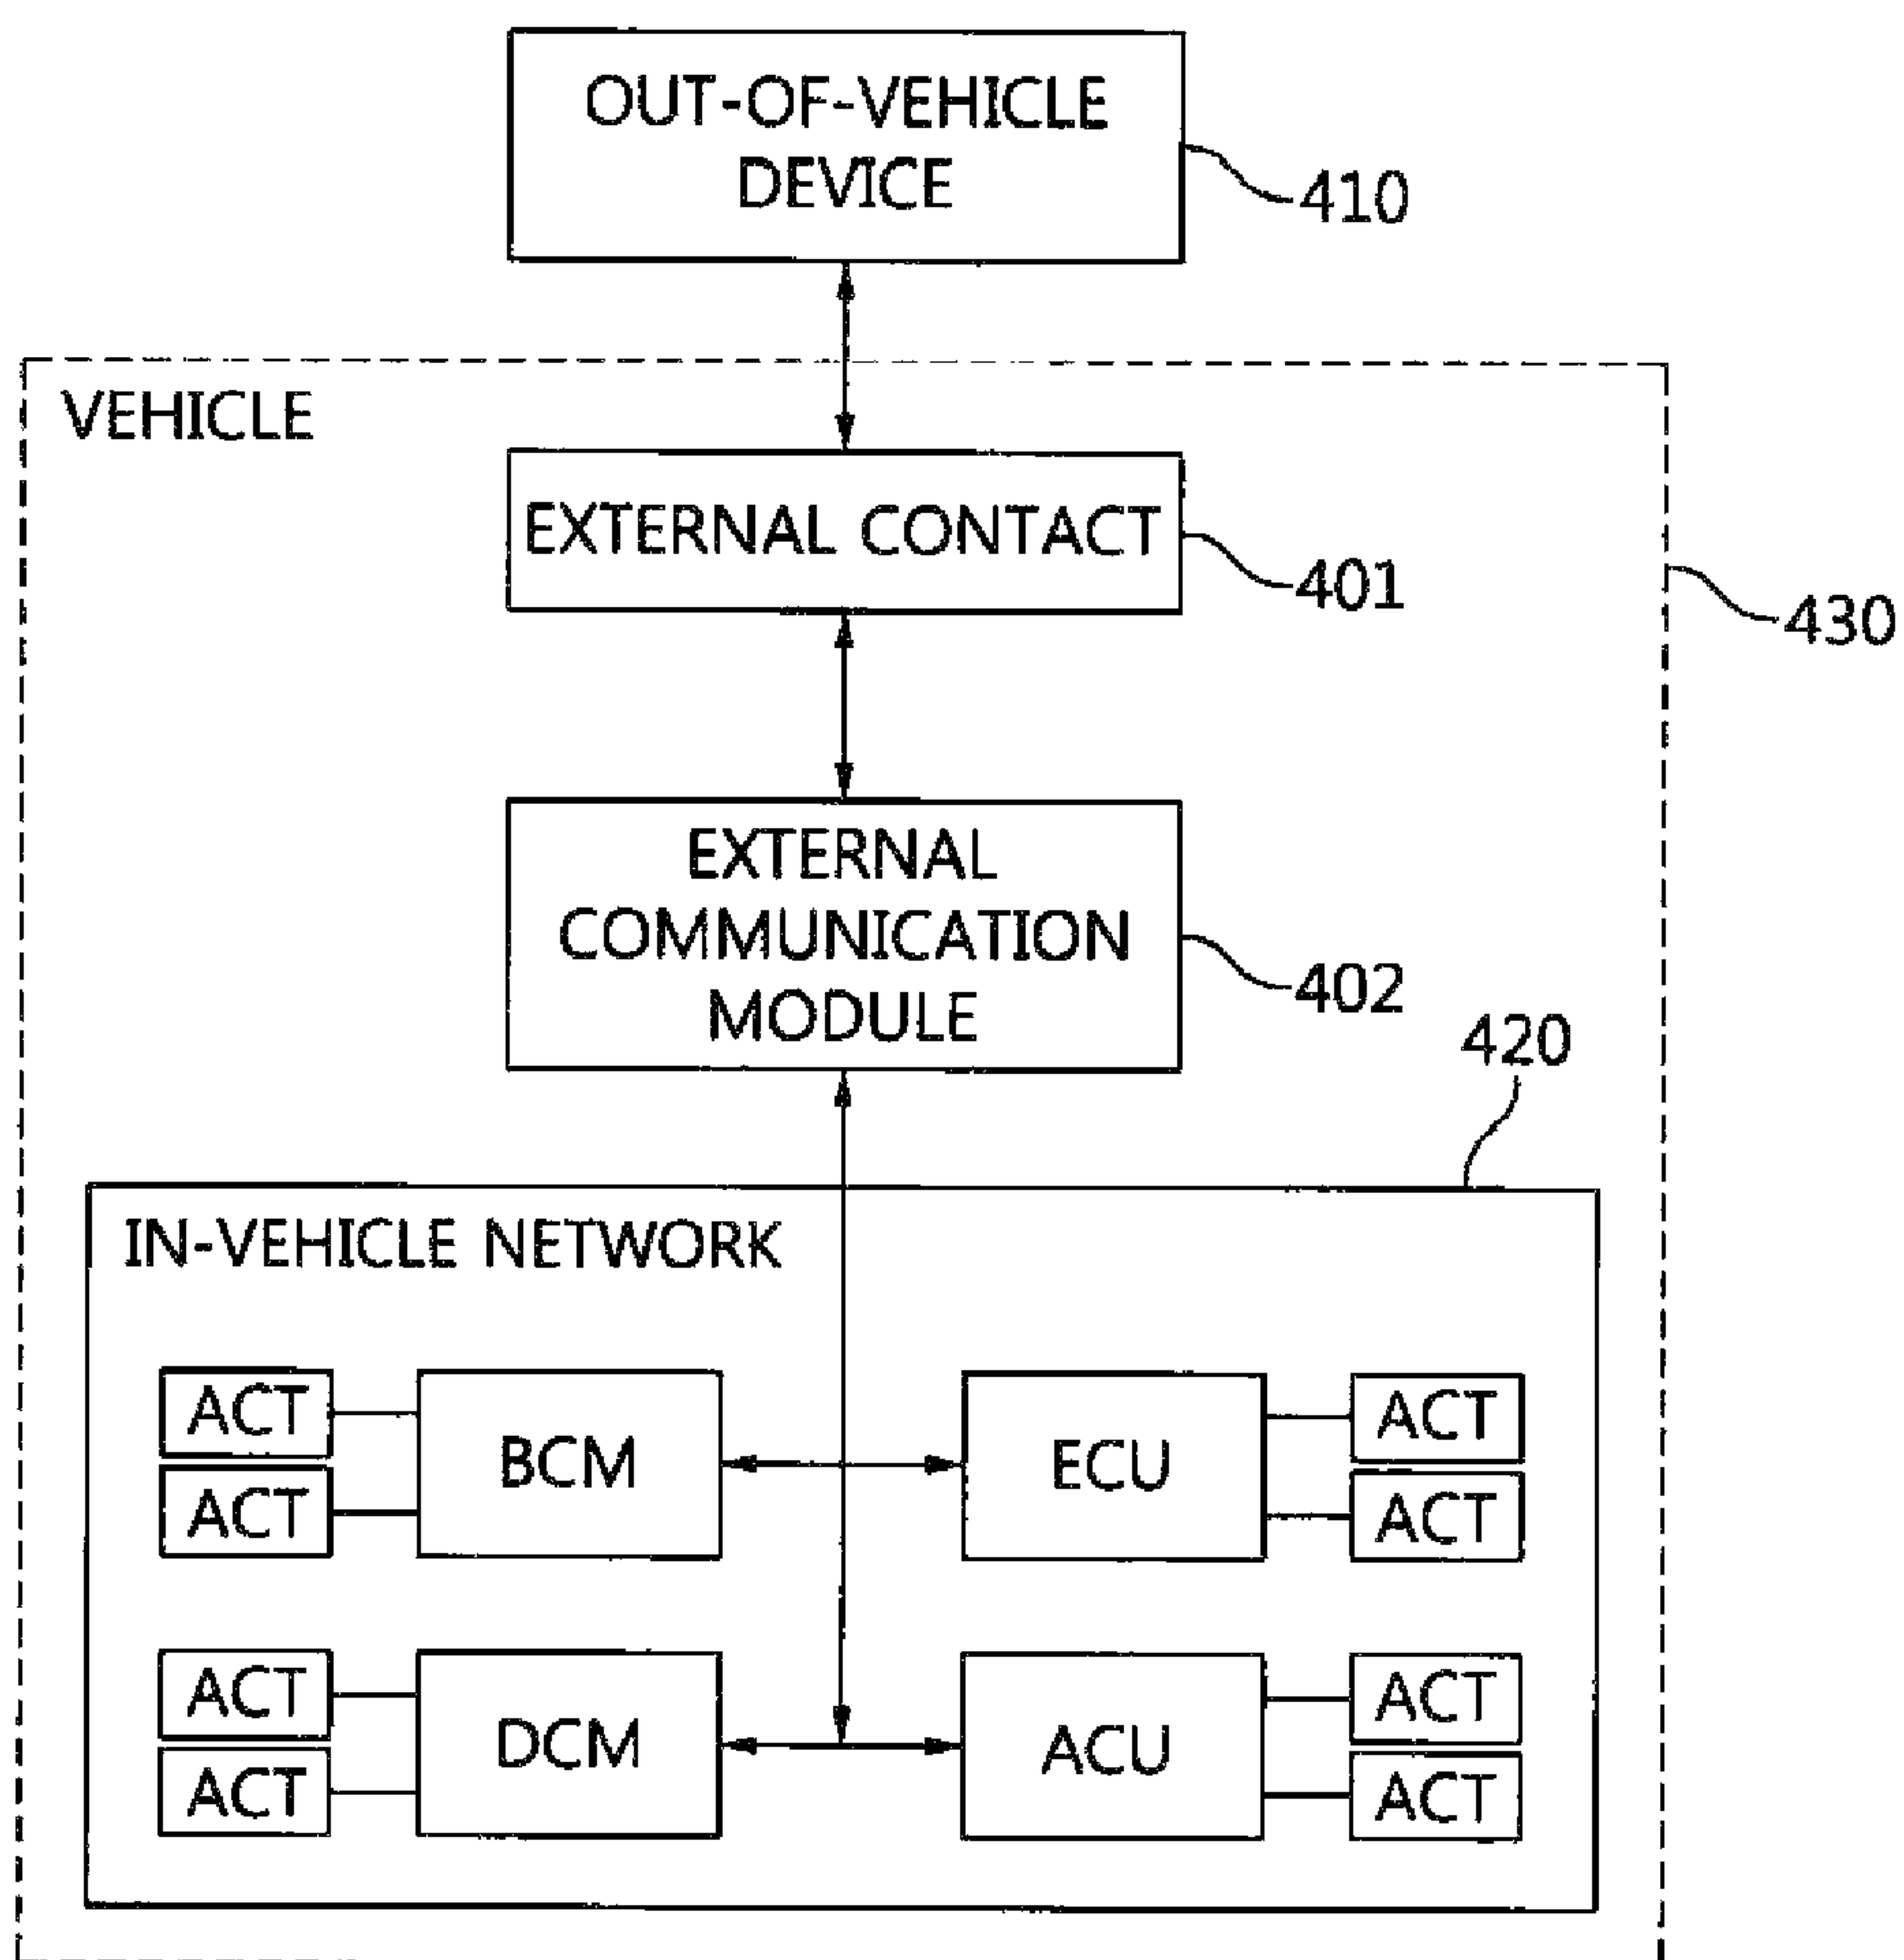 OUT-OF-VEHICLE
DEVICE
410
VEHICLE
EXTERNAL CONTACT
401
430
EXTERNAL
COMMUNICATION
MODULE
402
420
IN-VEHICLE NETWORK
ACT
ACT
BCM
ECU
ACT
ACT
ACT
ACT
DCM
ACU
ACT
ACT